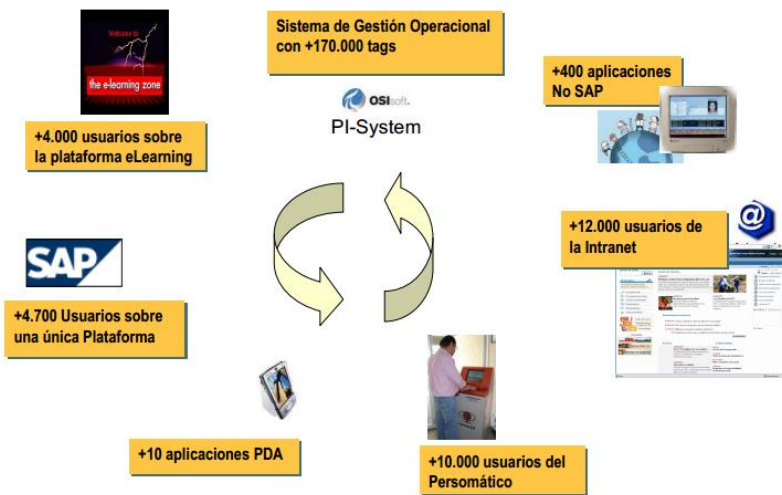 Sistema de Gestión Operacional
con +170.000 tags
Welcome to
the e-learning zone
OSIsoft.
PI-System
+400 aplicaciones
No SAP
+4.000 usuarios sobre
la plataforma eLearning
@
+12.000 usuarios de
la Intranet
SAP
+4.700 Usuarios sobre
una única Plataforma
+10 aplicaciones PDA
+10.000 usuarios del
Persomático